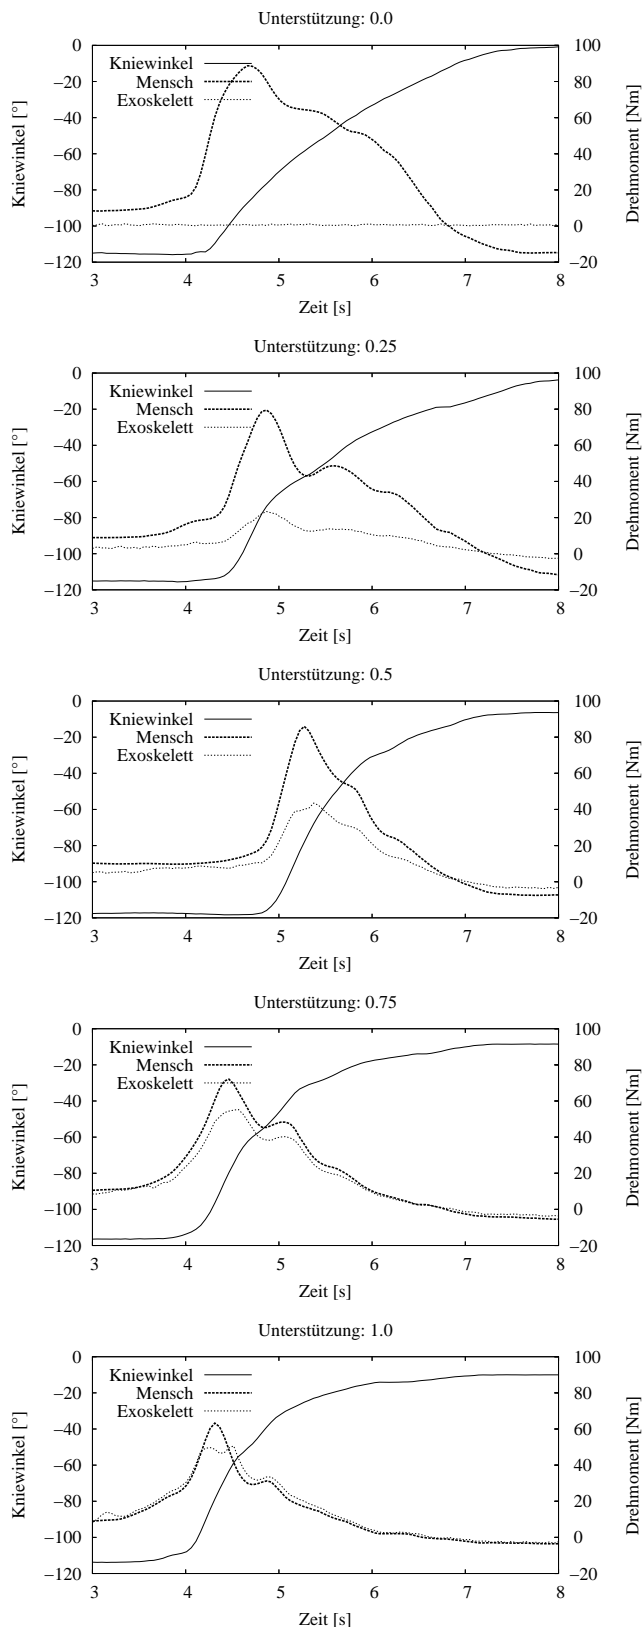 Unterstützung: 0.0
Kniewinkel [°]
Drehmoment [Nm]
Kniewinkel
Mensch
Exoskelett
0
−20
−40
−60
−80
−100
−120
100
80
60
40
20
0
−20
3 4 5 6 7 8
Zeit [s]
Unterstützung: 0.25
Kniewinkel [°]
Drehmoment [Nm]
Kniewinkel
Mensch
Exoskelett
0
−20
−40
−60
−80
−100
−120
100
80
60
40
20
0
−20
3 4 5 6 7 8
Zeit [s]
Unterstützung: 0.5
Kniewinkel [°]
Drehmoment [Nm]
Kniewinkel
Mensch
Exoskelett
0
−20
−40
−60
−80
−100
−120
100
80
60
40
20
0
−20
3 4 5 6 7 8
Zeit [s]
Unterstützung: 0.75
Kniewinkel [°]
Drehmoment [Nm]
Kniewinkel
Mensch
Exoskelett
0
−20
−40
−60
−80
−100
−120
100
80
60
40
20
0
−20
3 4 5 6 7 8
Zeit [s]
Unterstützung: 1.0
Kniewinkel [°]
Drehmoment [Nm]
Kniewinkel
Mensch
Exoskelett
0
−20
−40
−60
−80
−100
−120
100
80
60
40
20
0
−20
3 4 5 6 7 8
Zeit [s]